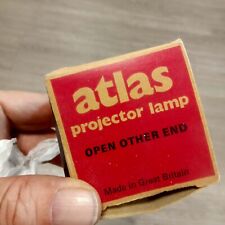 atlas
projector lamp
OPEN OTHER END
Made in Great Britain